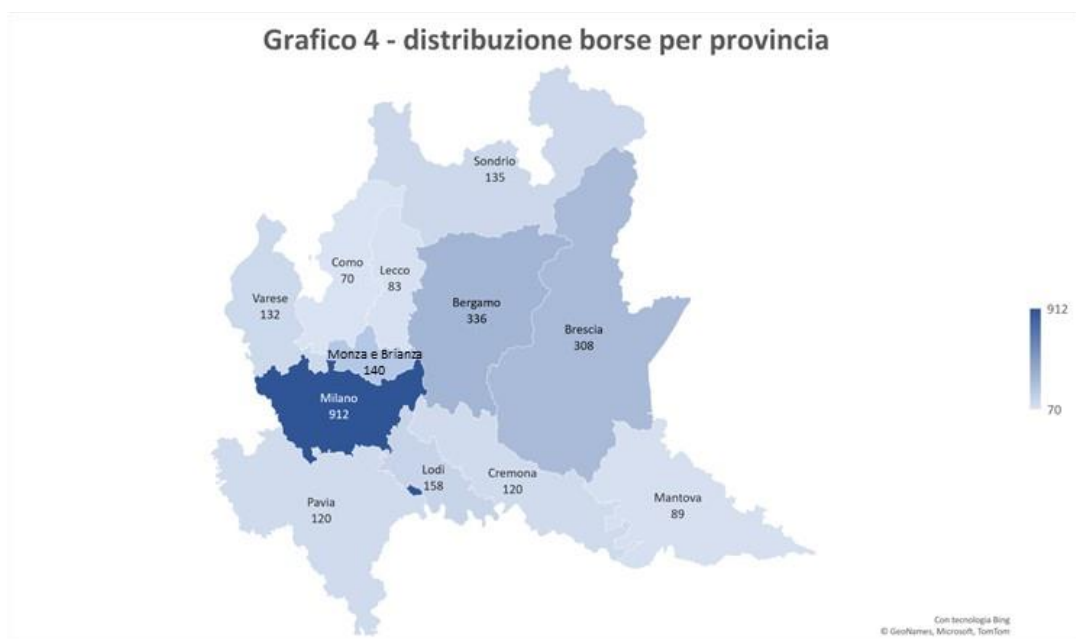 Grafico 4 - distribuzione borse per provincia
Sondrio
135
Como
70
Lecco
83
Varese
132
Bergamo
336
Brescia
308
Monza e Brianza
140
Milano
912
Lodi
158
Cremona
120
Pavia
120
Mantova
89
912
70
Con tecnologia Bing
© GeoNames, Microsoft, TomTom